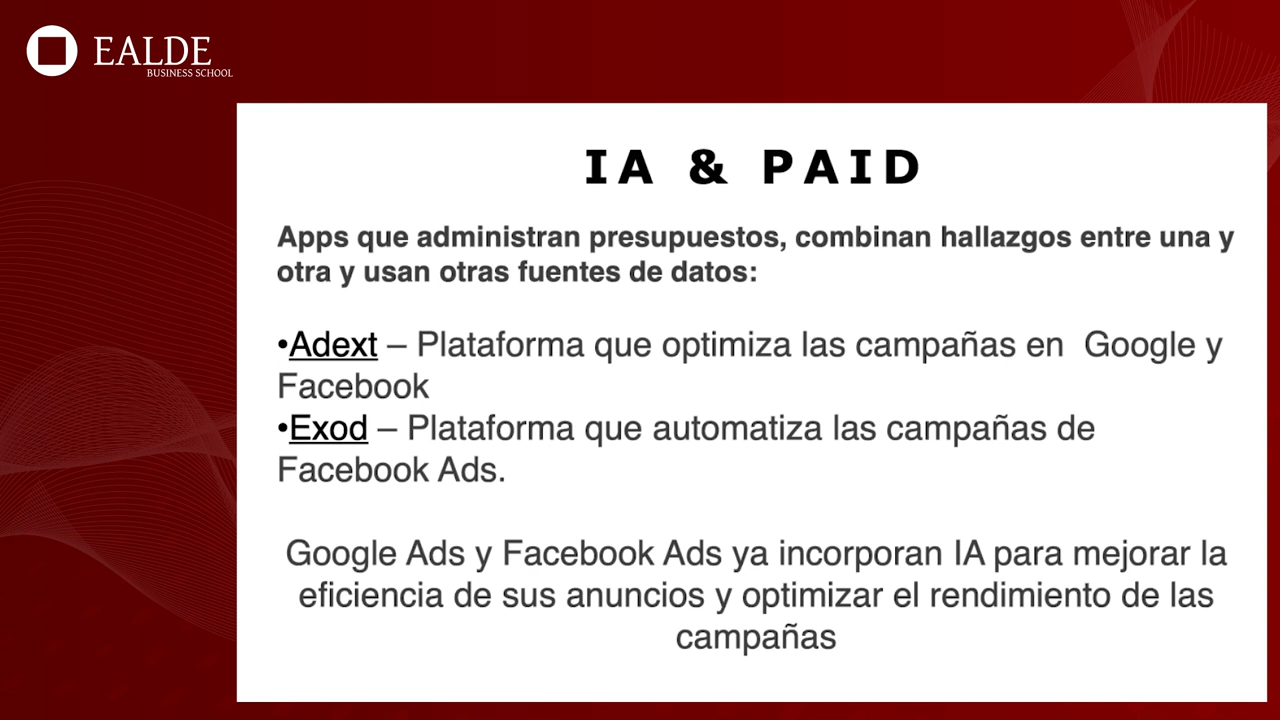 EALDE
BUSINESS SCHOOL
IA & PAID
Apps que administran presupuestos, combinan hallazgos entre una y
otra y usan otras fuentes de datos:
•Adext – Plataforma que optimiza las campañas en  Google y
Facebook
•Exod – Plataforma que automatiza las campañas de
Facebook Ads.
Google Ads y Facebook Ads ya incorporan IA para mejorar la
eficiencia de sus anuncios y optimizar el rendimiento de las
campañas